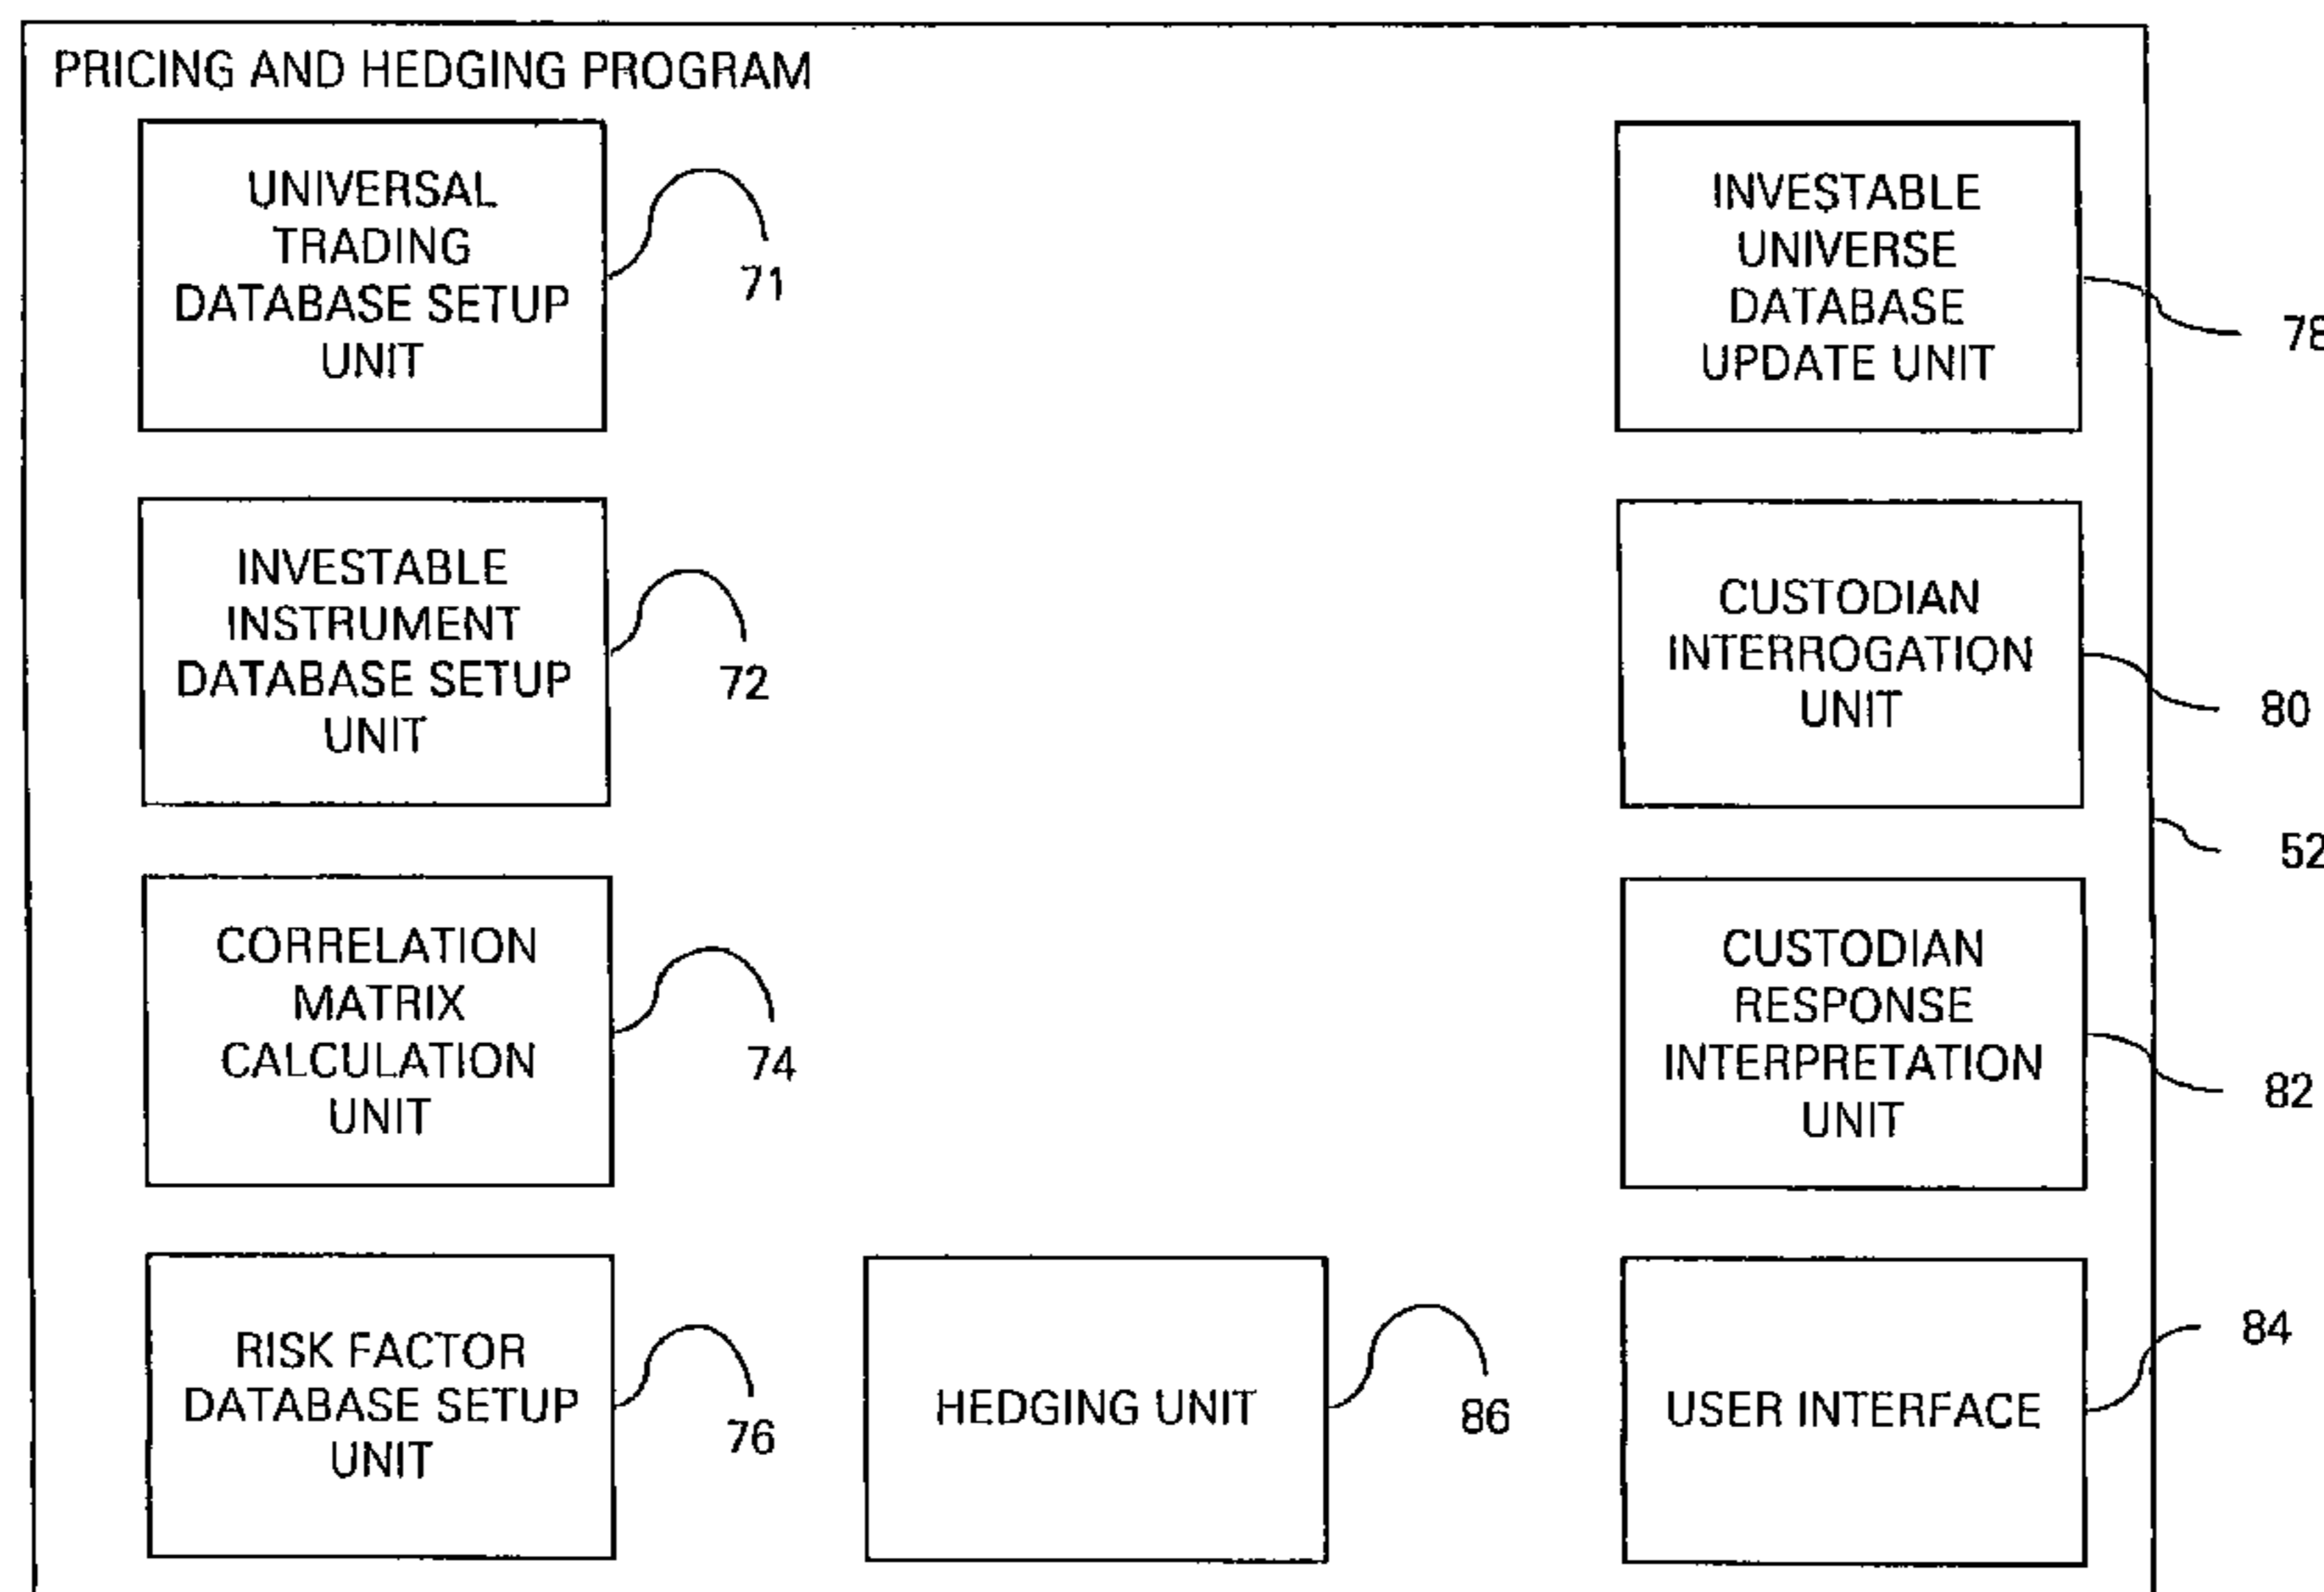 PRICING AND HEDGING PROGRAM
UNIVERSAL
TRADING
DATABASE SETUP
UNIT
71
INVESTABLE
UNIVERSE
DATABASE
UPDATE UNIT
78
INVESTABLE
INSTRUMENT
DATABASE SETUP
UNIT
72
CUSTODIAN
INTERROGATION
UNIT
80
52
CORRELATION
MATRIX
CALCULATION
UNIT
74
CUSTODIAN
RESPONSE
INTERPRETATION
UNIT
82
RISK FACTOR
DATABASE SETUP
UNIT
76
HEDGING UNIT
86
USER INTERFACE
84